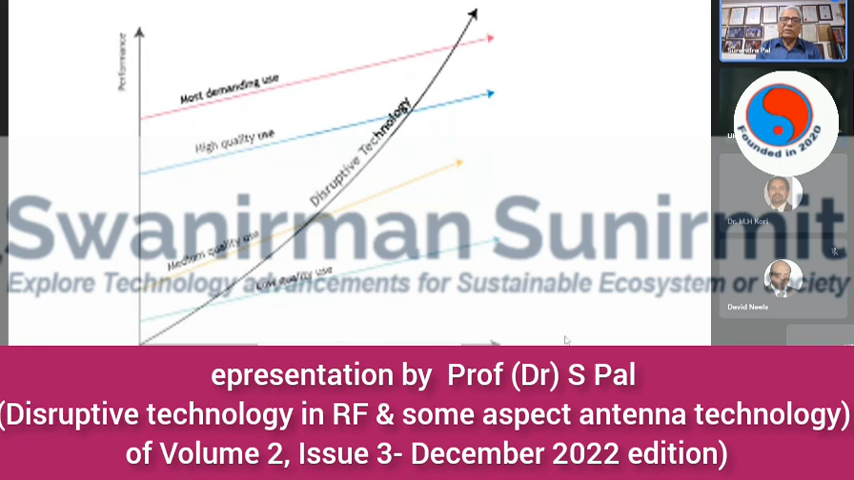 Performance
Most demanding use
High quality use
Disruptive Technology
Medium quality use
Low quality use
Surendra Pal
Founded in 2020
Dr. M.H Kori
David Neels
Swanirman Sunirmit
Explore Technology advancements for Sustainable Ecosystem or
epresentation by Prof (Dr) S Pal
(Disruptive technology in RF & some aspect antenna technology)
of Volume 2, Issue 3- December 2022 edition)